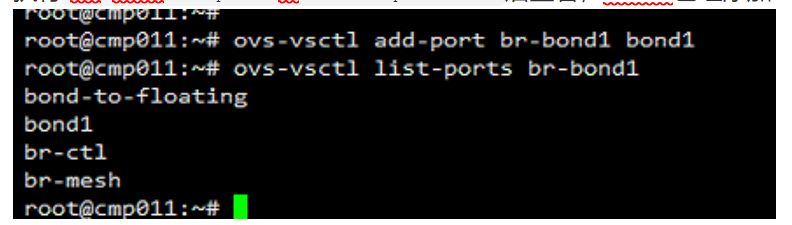 root@cmp011:~#
root@cmp011:~# ovs-vsctl add-port br-bond1 bond1
root@cmp011:~# ovs-vsctl list-ports br-bond1
bond-to-floating
bond1
br-ctl
br-mesh
root@cmp011:~#